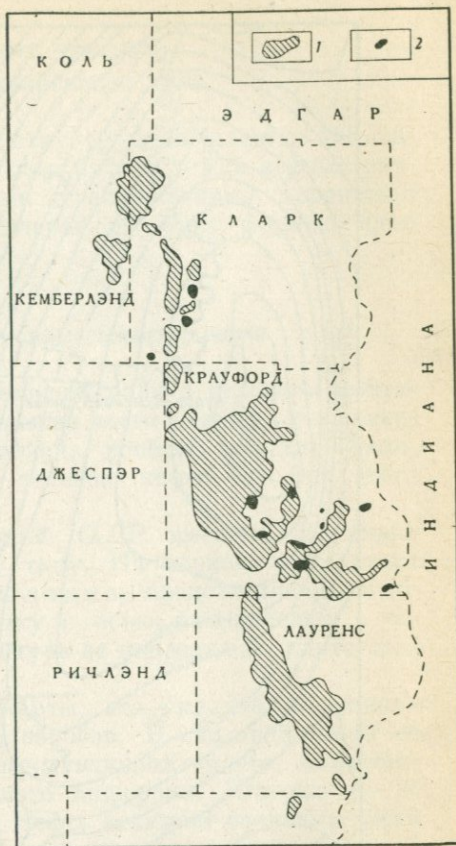 1 2
КОЛЬ
ЭДГАР
КЛАРК
КЕМБЕРЛЭНД
КРАУФОРД
ИНДИАНА
ДЖЕСПЭР
ЛАУРЕНС
РИЧЛЭНД